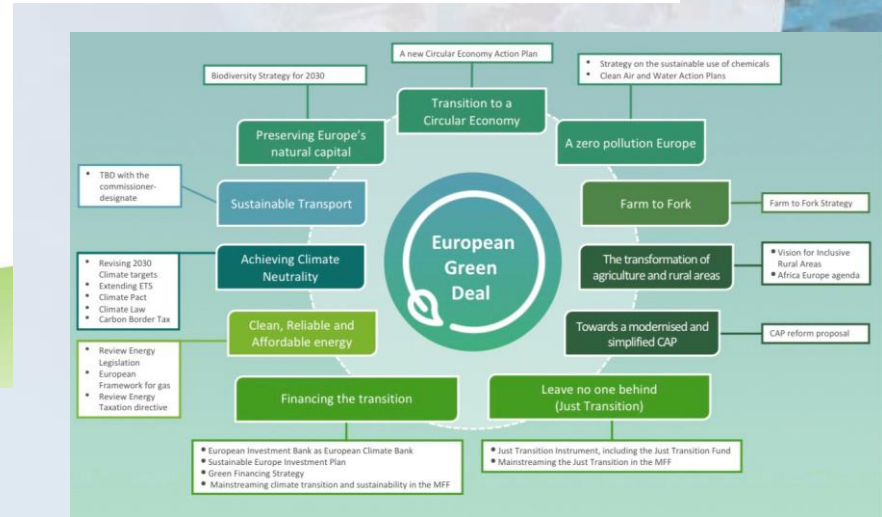 A new Circular Economy Action Plan
Biodiversity Strategy for 2030
• Strategy on the sustainable use of chemicals
• Clean Air and Water Action Plans
Transition to a
Circular Economy
Preserving Europe's
natural capital
A zero pollution Europe
• TBD with the
commissioner-
designate
Sustainable Transport
Farm to Fork
Farm to Fork Strategy
European
Green
Deal
• Revising 2030
Climate targets
• Extending ETS
• Climate Pact
• Climate Law
• Carbon Border Tax
Achieving Climate
Neutrality
The transformation of
agriculture and rural areas
• Vision for Inclusive
Rural Areas
• Africa Europe agenda
Clean, Reliable and
Affordable energy
Towards a modernised and
simplified CAP
CAP reform proposal
• Review Energy
Legislation
• European
Framework for gas
• Review Energy
Taxation directive
Financing the transition
Leave no one behind
(Just Transition)
• European Investment Bank as European Climate Bank
• Sustainable Europe Investment Plan
• Green Financing Strategy
• Mainstreaming climate transition and sustainability in the MFF
• Just Transition Instrument, including the Just Transition Fund
• Mainstreaming the Just Transition in the MFF